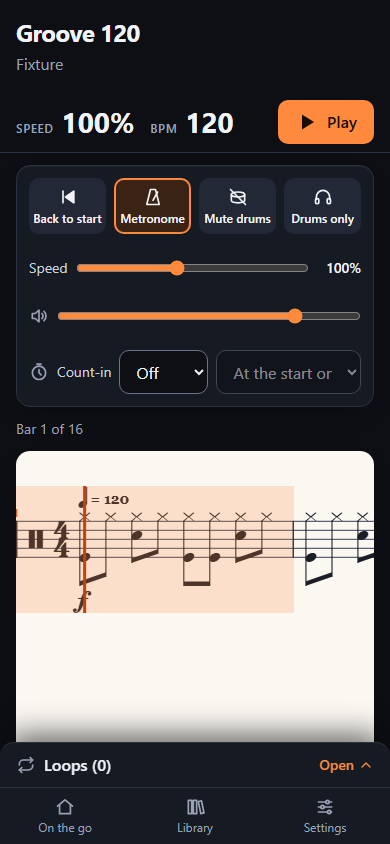 Groove 120
Fixture
SPEED 100% BPM 120 Play
Back to start Metronome Mute drums Drums only
Speed 100%
Count-in Off At the start or
Bar 1 of 16
= 120
4
4
f
Loops (0) Open
On the go Library Settings